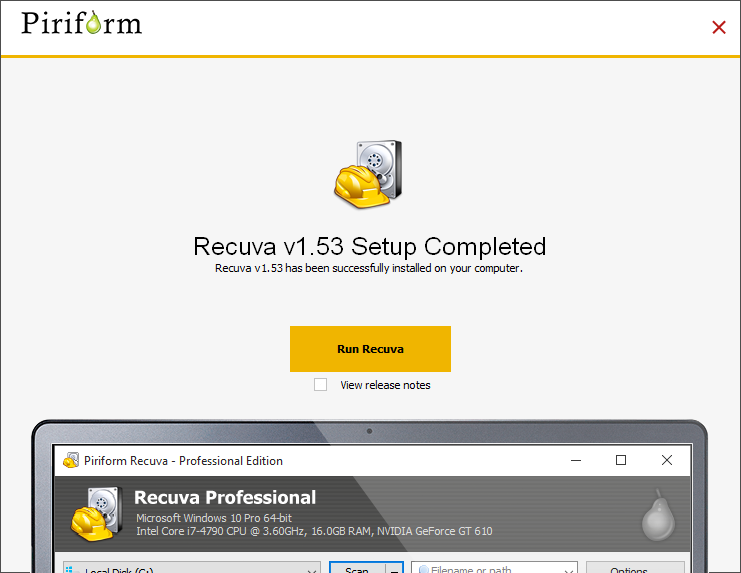 Piriform
Recuva v1.53 Setup Completed
Recuva v1.53 has been successfully installed on your computer.
Run Recuva
View release notes
Piriform Recuva - Professional Edition
Recuva Professional
Microsoft Windows 10 Pro 64-bit
Intel Core i7-4790 CPU @ 3.60GHz, 16.0GB RAM, NVIDIA GeForce GT 610
Local Disk (C:) Scan Filename or path Options...